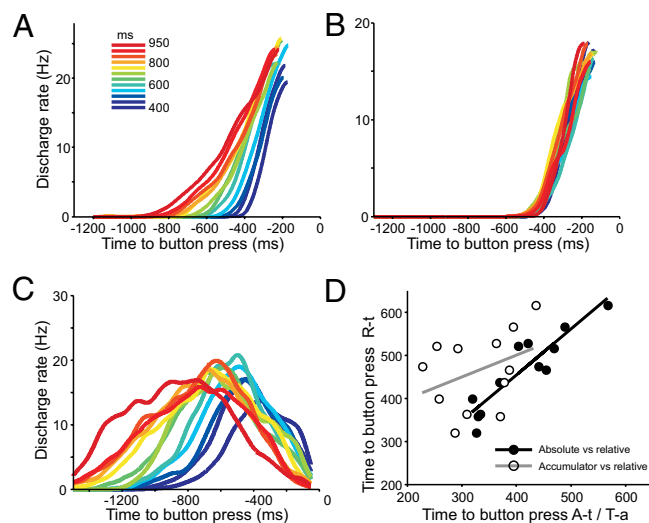 A
B
ms
950
800
600
400
Discharge rate (Hz)
20
10
0
-1200 -1000 -800 -600 -400 -200 0
Time to button press (ms)
20
10
0
-1200 -1000 -800 -600 -400 -200 0
Time to button press (ms)
C
D
Discharge rate (Hz)
30
20
10
0
-1200 -800 -400 0
Time to button press (ms)
Time to button press R-t
600
500
400
300
200
200 300 400 500 600
Time to button press A-t / T-a
Absolute vs relative
Accumulator vs relative